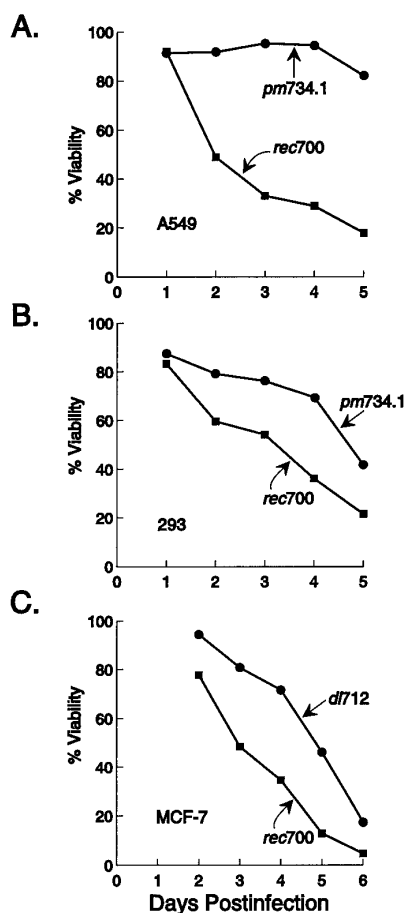 A.
100
80
60
40
20
0
% Viability
pm734.1
rec700
A549
0 1 2 3 4 5
B.
100
80
60
40
20
0
% Viability
pm734.1
rec700
293
0 1 2 3 4 5
C.
100
80
60
40
20
0
% Viability
dl712
rec700
MCF-7
0 1 2 3 4 5 6
Days Postinfection